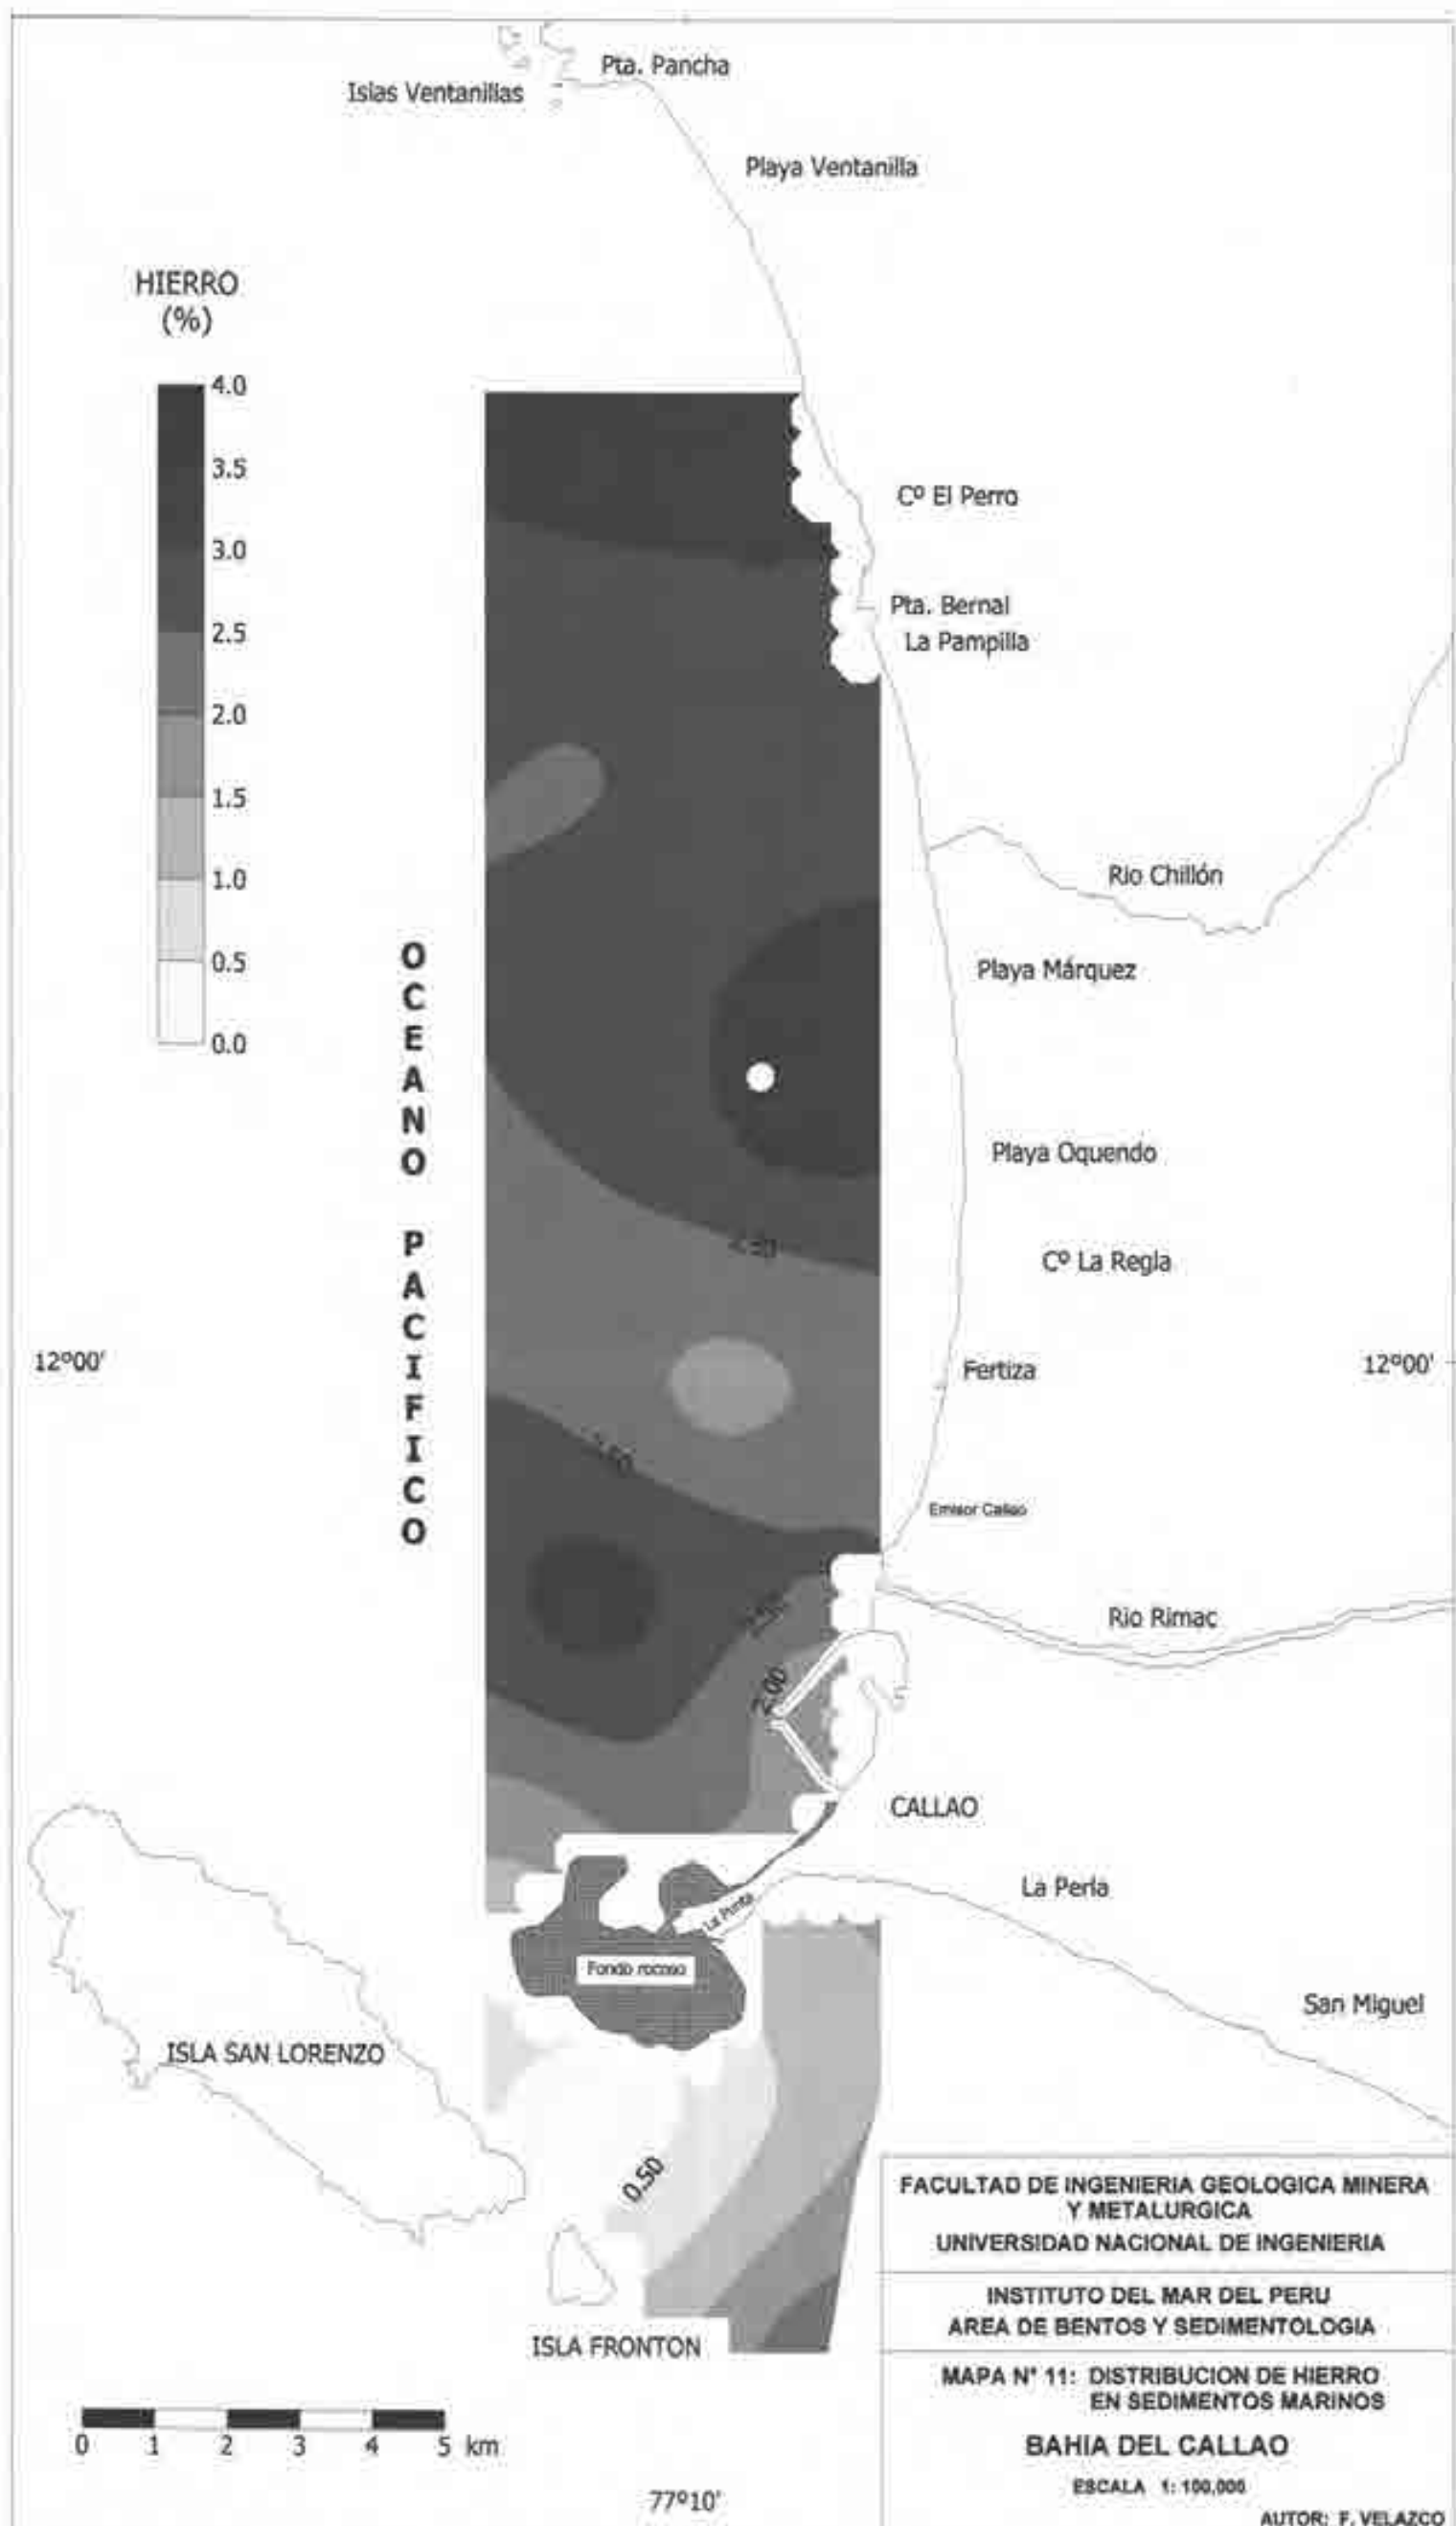 Pta. Pancha
Islas Ventanillas
Playa Ventanilla
HIERRO
(%)
4.0
3.5
3.0
2.5
2.0
1.5
1.0
0.5
0.0
Cº El Perro
Pta. Bernal
La Pampilla
Rio Chillón
Playa Márquez
OCEANO PACIFICO
Playa Oquendo
Cº La Regla
12º00'
Fertiza
12º00'
Emisor Callao
Rio Rimac
2.00
CALLAO
La Perla
La Punta
Fondo rocoso
San Miguel
ISLA SAN LORENZO
0.50
ISLA FRONTON
0 1 2 3 4 5 km
77º10'
FACULTAD DE INGENIERIA GEOLOGICA MINERA
Y METALURGICA
UNIVERSIDAD NACIONAL DE INGENIERIA
INSTITUTO DEL MAR DEL PERU
AREA DE BENTOS Y SEDIMENTOLOGIA
MAPA N° 11: DISTRIBUCION DE HIERRO
EN SEDIMENTOS MARINOS
BAHIA DEL CALLAO
ESCALA 1: 100,000
AUTOR: F. VELAZCO